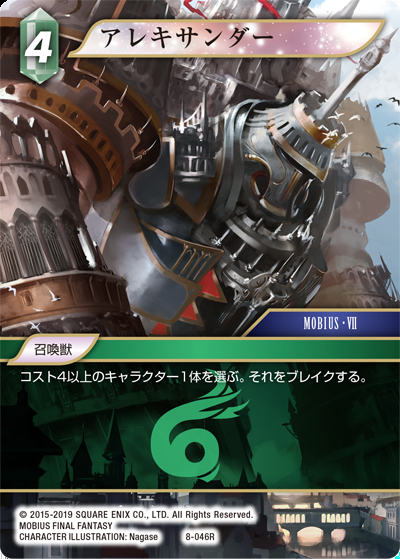 4
アレキサンダー
MOBIUS・VII
召喚獣
コスト4以上のキャラクター1体を選ぶ。それをブレイクする。
© 2015-2019 SQUARE ENIX CO., LTD. All Rights Reserved.
MOBIUS FINAL FANTASY
CHARACTER ILLUSTRATION: Nagase 8-046R